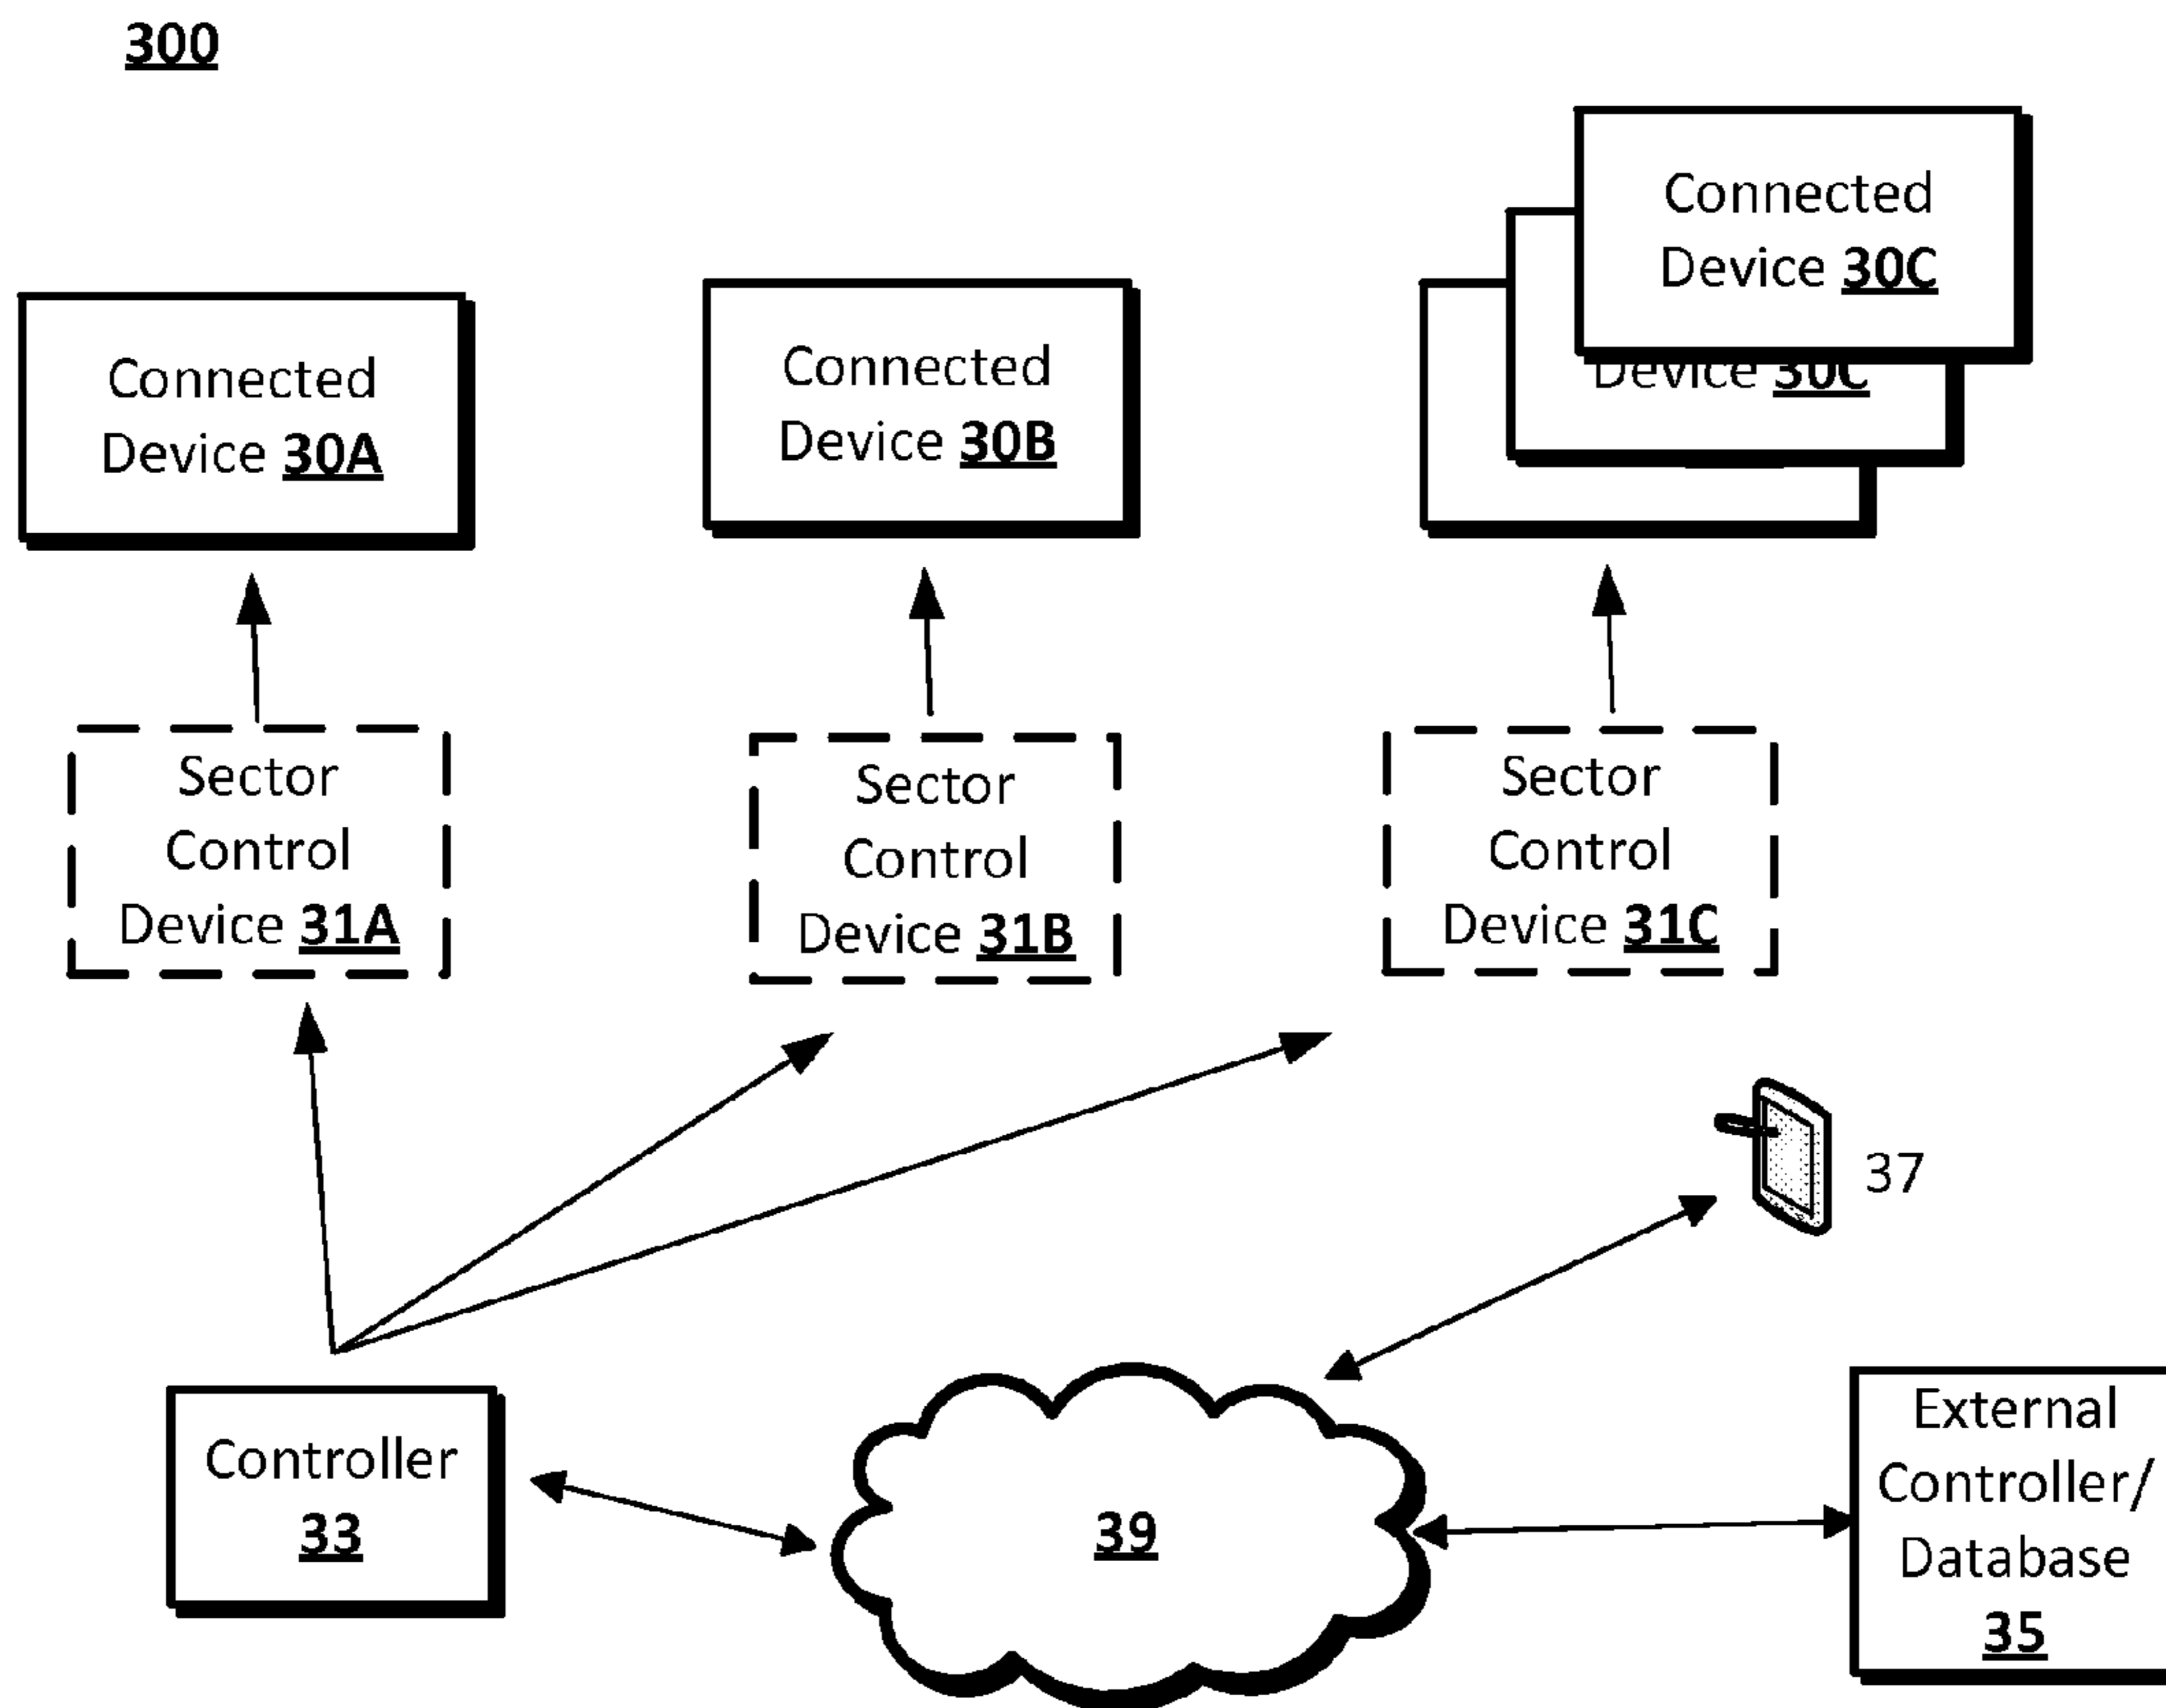 300
Connected
Device 30A
Connected
Device 30B
Connected
Device 30C
Device 30C
Sector
Control
Device 31A
Sector
Control
Device 31B
Sector
Control
Device 31C
37
Controller
33
39
External
Controller/
Database
35